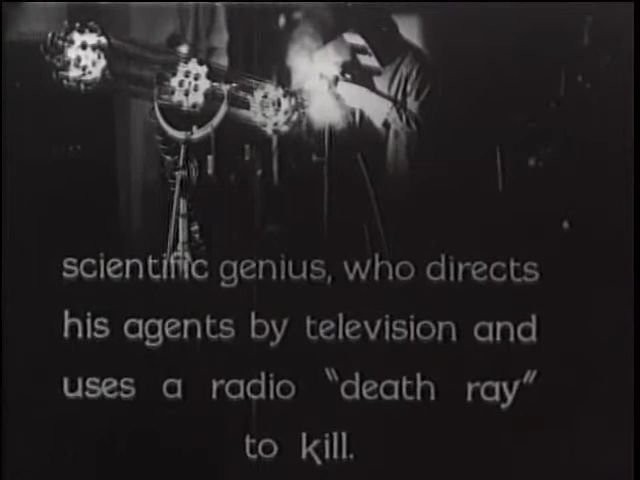 scientific genius, who directs
his agents by television and
uses a radio "death ray"
to kill.